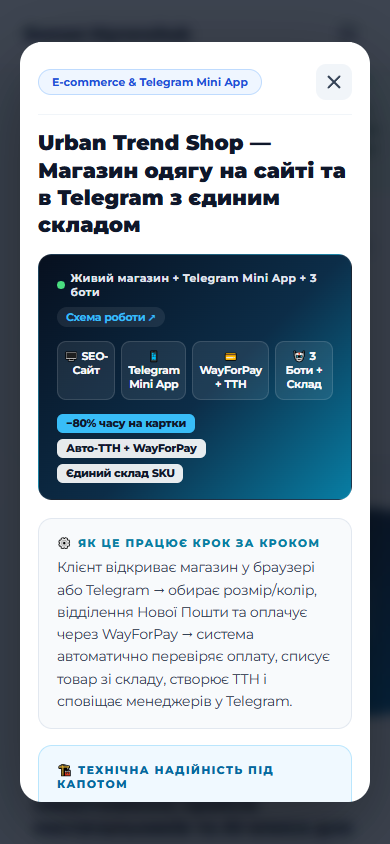 E-commerce & Telegram Mini App
Urban Trend Shop —
Магазин одягу на сайті та
в Telegram з єдиним
складом
Живий магазин + Telegram Mini App + 3
боти
Схема роботи ↗
🖥️ SEO-
Сайт
📱
Telegram
Mini App
💳
WayForPay
+ ТТН
🤖 3
Боти +
Склад
−80% часу на картки
Авто-ТТН + WayForPay
Єдиний склад SKU
⚙️ ЯК ЦЕ ПРАЦЮЄ КРОК ЗА КРОКОМ
Клієнт відкриває магазин у браузері
або Telegram → обирає розмір/колір,
відділення Нової Пошти та оплачує
через WayForPay → система
автоматично перевіряє оплату, списує
товар зі складу, створює ТТН і
сповіщає менеджерів у Telegram.
🏗️ ТЕХНІЧНА НАДІЙНІСТЬ ПІД
КАПОТОМ